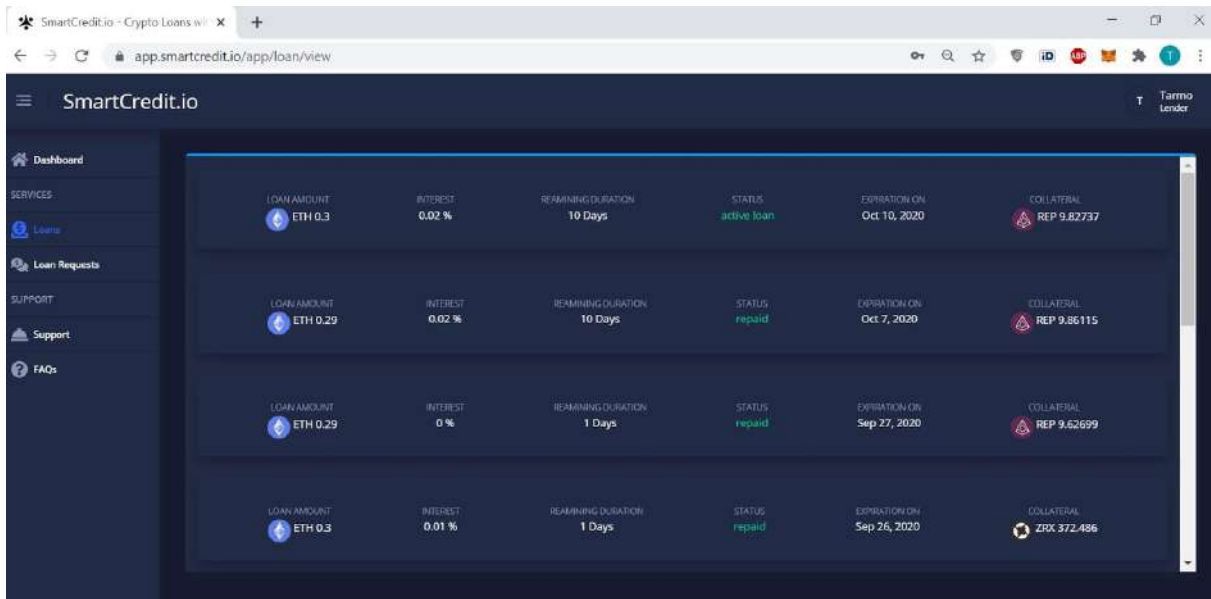 SmartCredit.io - Crypto Loans wi
app.smartcredit.io/app/loan/view
iD
ABP
T
SmartCredit.io
T
Tarmo
Lender
Dashboard
SERVICES
Loans
Loan Requests
SUPPORT
Support
FAQs
LOAN AMOUNT INTEREST REAMINING DURATION STATUS EXPIRATION ON COLLATERAL
ETH 0.3 0.02 % 10 Days active loan Oct 10, 2020 REP 9.82737
LOAN AMOUNT INTEREST REAMINING DURATION STATUS EXPIRATION ON COLLATERAL
ETH 0.29 0.02 % 10 Days repaid Oct 7, 2020 REP 9.86115
LOAN AMOUNT INTEREST REAMINING DURATION STATUS EXPIRATION ON COLLATERAL
ETH 0.29 0 % 1 Days repaid Sep 27, 2020 REP 9.62699
LOAN AMOUNT INTEREST REAMINING DURATION STATUS EXPIRATION ON COLLATERAL
ETH 0.3 0.01 % 1 Days repaid Sep 26, 2020 ZRX 372.486